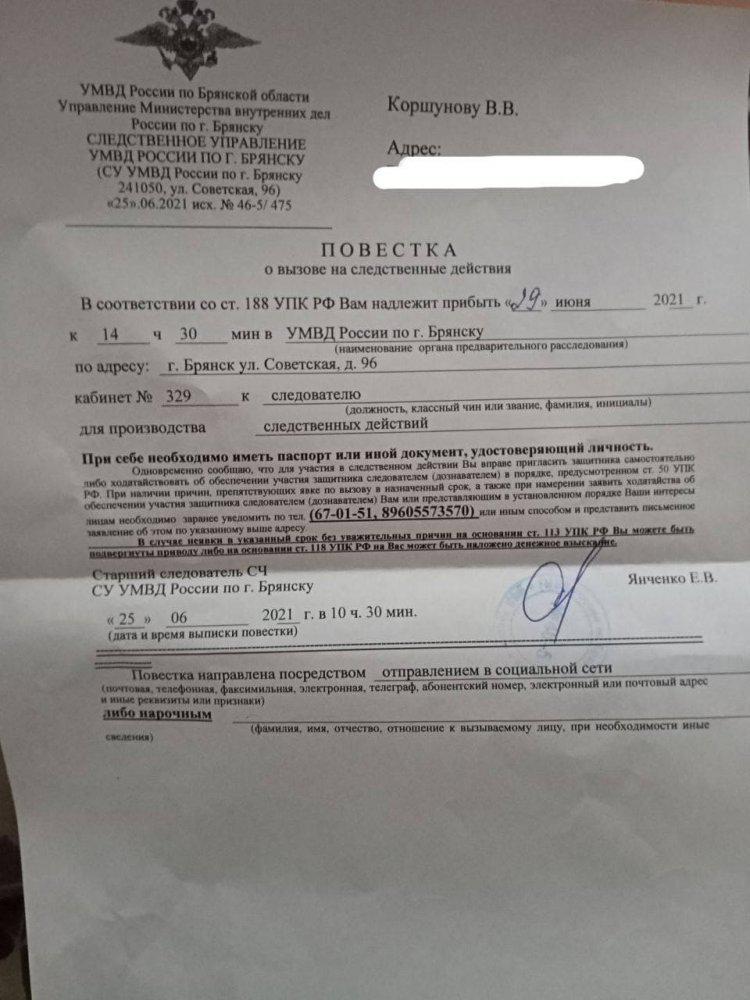 УМВД России по Брянской области
Управление Министерства внутренних дел
России по г. Брянску
СЛЕДСТВЕННОЕ УПРАВЛЕНИЕ
УМВД РОССИИ ПО Г. БРЯНСКУ
(СУ УМВД России по г. Брянску
241050, ул. Советская, 96)
«25».06.2021 исх. № 46-5/ 475
Коршунову В.В.
Адрес:
ПОВЕСТКА
о вызове на следственные действия
В соответствии со ст. 188 УПК РФ Вам надлежит прибыть «29» июня 2021 г.
к 14 ч 30 мин в УМВД России по г. Брянску
(наименование органа предварительного расследования)
по адресу: г. Брянск ул. Советская, д. 96
кабинет № 329 к следователю
(должность, классный чин или звание, фамилия, инициалы)
для производства следственных действий
При себе необходимо иметь паспорт или иной документ, удостоверяющий личность.
Одновременно сообщаю, что для участия в следственном действии Вы вправе пригласить защитника самостоятельно
либо ходатайствовать об обеспечении участия защитника следователем (дознавателем) в порядке, предусмотренном ст. 50 УПК
РФ. При наличии причин, препятствующих явке по вызову в назначенный срок, а также при намерении заявить ходатайство об
обеспечении участия защитника следователем (дознавателем) Вам или представляющим в установленном порядке Ваши интересы
лицам необходимо заранее уведомить по тел. (67-01-51, 89605573570) или иным способом и представить письменное
заявление об этом по указанному выше адресу.
В случае неявки в указанный срок без уважительных причин на основании ст. 113 УПК РФ Вы можете быть
подвергнуты приводу либо на основании ст. 118 УПК РФ на Вас может быть наложено денежное взыскание.
Старший следователь СЧ
СУ УМВД России по г. Брянску
Янченко Е.В.
«25» 06 2021 г. в 10 ч. 30 мин.
(дата и время выписки повестки)
Повестка направлена посредством отправлением в социальной сети
(почтовая, телефонная, факсимильная, электронная, телеграф, абонентский номер, электронный или почтовый адрес
и иные реквизиты или признаки)
либо нарочным
(фамилия, имя, отчество, отношение к вызываемому лицу, при необходимости иные
сведения)